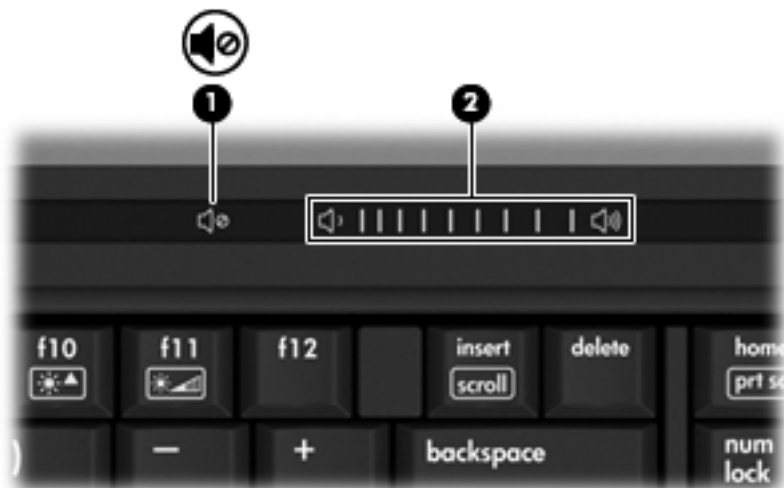 1 2
f10 f11 f12 insert delete home
scroll prt sc
− + backspace num
lock